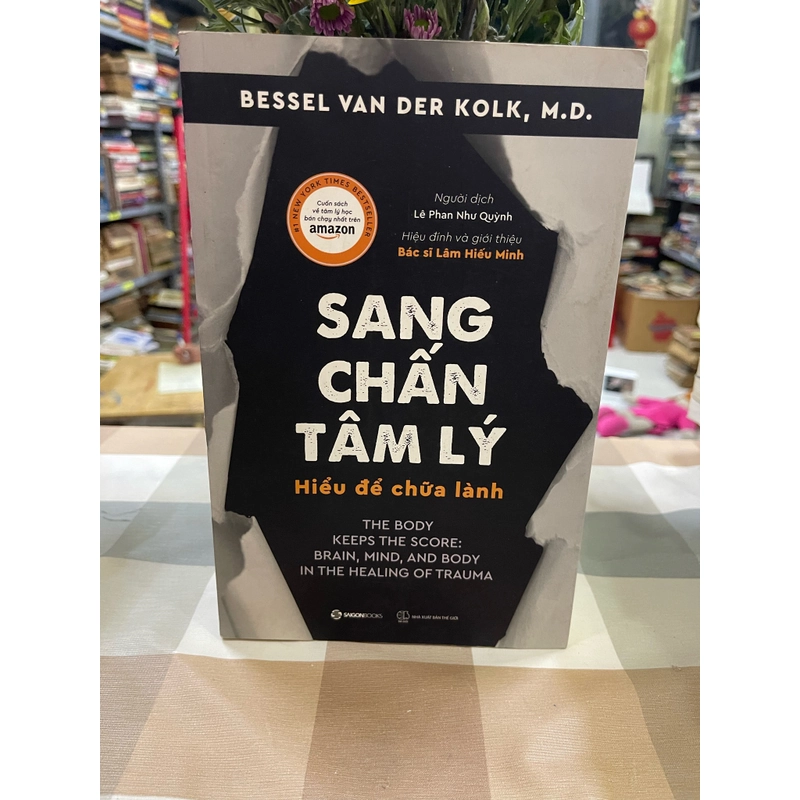 BESSEL VAN DER KOLK, M.D.
#1 NEW YORK TIMES BESTSELLER
Cuốn sách
về tâm lý học
bán chạy nhất trên
amazon
Người dịch
Lê Phan Như Quỳnh
Hiệu đính và giới thiệu
Bác sĩ Lâm Hiếu Minh
SANG
CHẤN
TÂM LÝ
Hiểu để chữa lành
THE BODY
KEEPS THE SCORE:
BRAIN, MIND, AND BODY
IN THE HEALING OF TRAUMA
SAIGONBOOKS
NHÀ XUẤT BẢN THẾ GIỚI